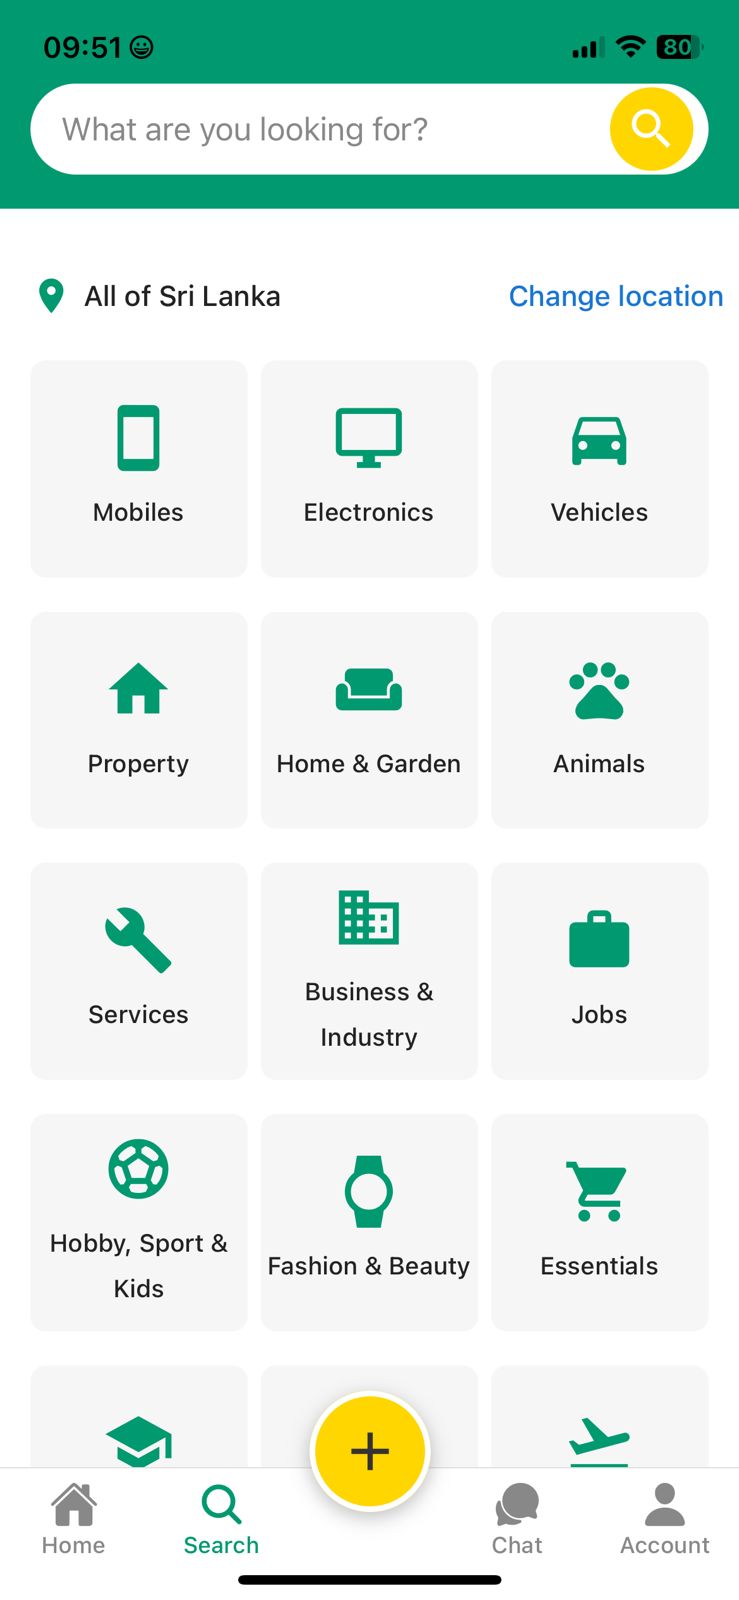 09:51
80
What are you looking for?
All of Sri Lanka
Change location
Mobiles
Electronics
Vehicles
Property
Home & Garden
Animals
Services
Business &
Industry
Jobs
Hobby, Sport &
Kids
Fashion & Beauty
Essentials
Home
Search
Chat
Account